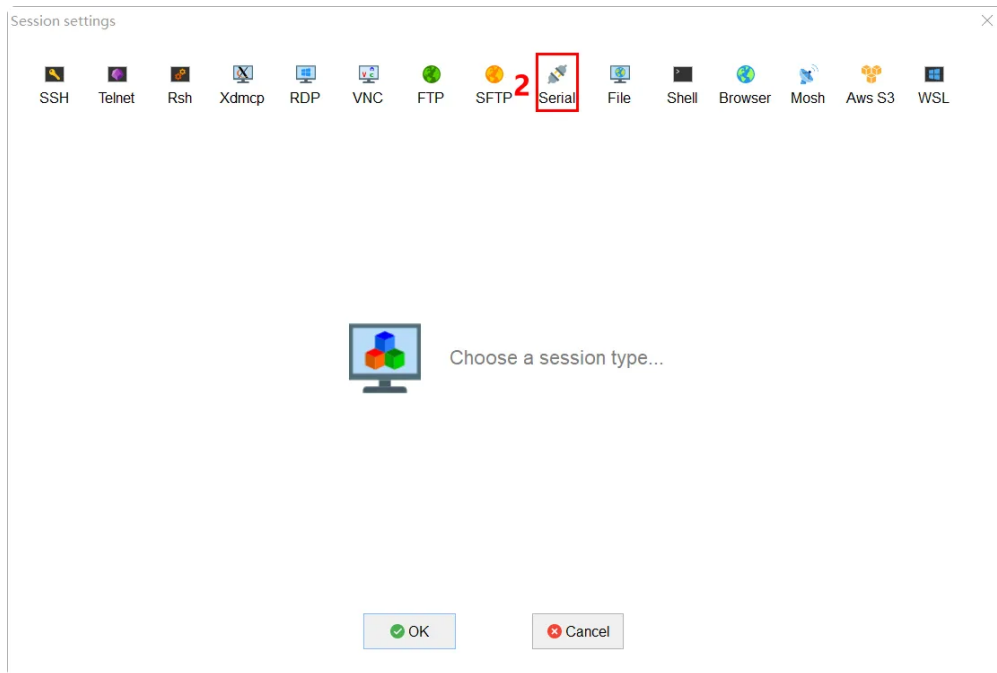 Session settings
2
SSH Telnet Rsh Xdmcp RDP VNC FTP SFTP Serial File Shell Browser Mosh Aws S3 WSL
Choose a session type...
OK Cancel